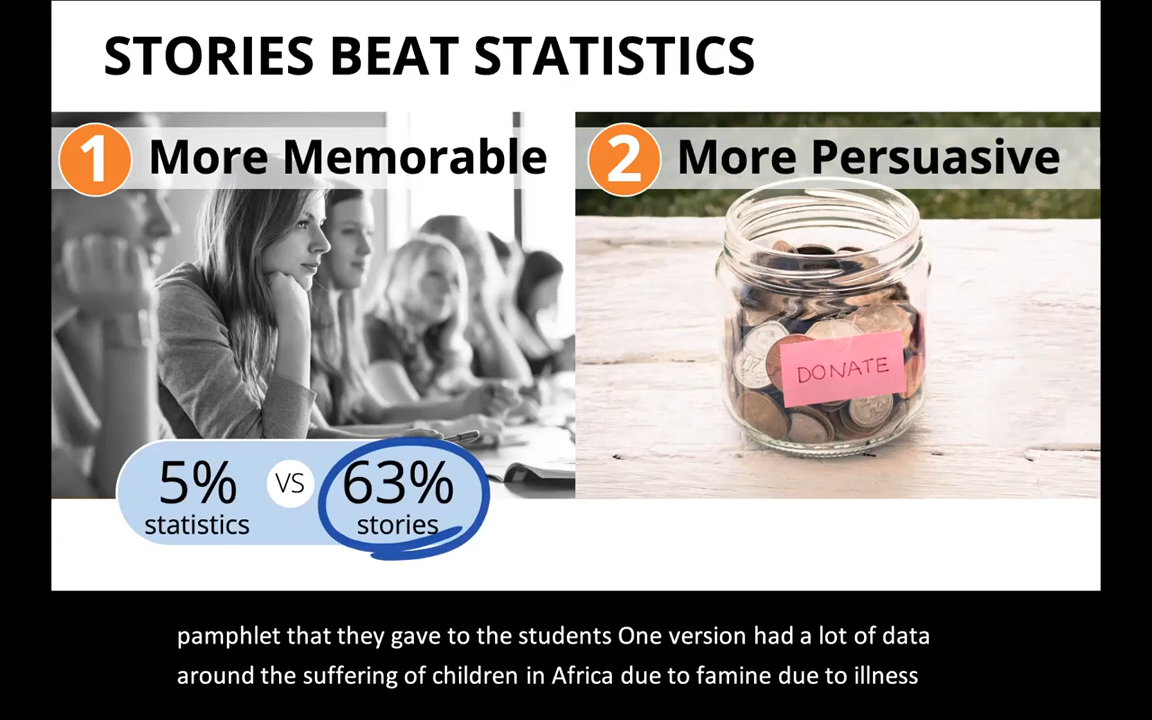 STORIES BEAT STATISTICS
1 More Memorable
2 More Persuasive
DONATE
5% VS 63%
statistics stories
pamphlet that they gave to the students One version had a lot of data
around the suffering of children in Africa due to famine due to illness